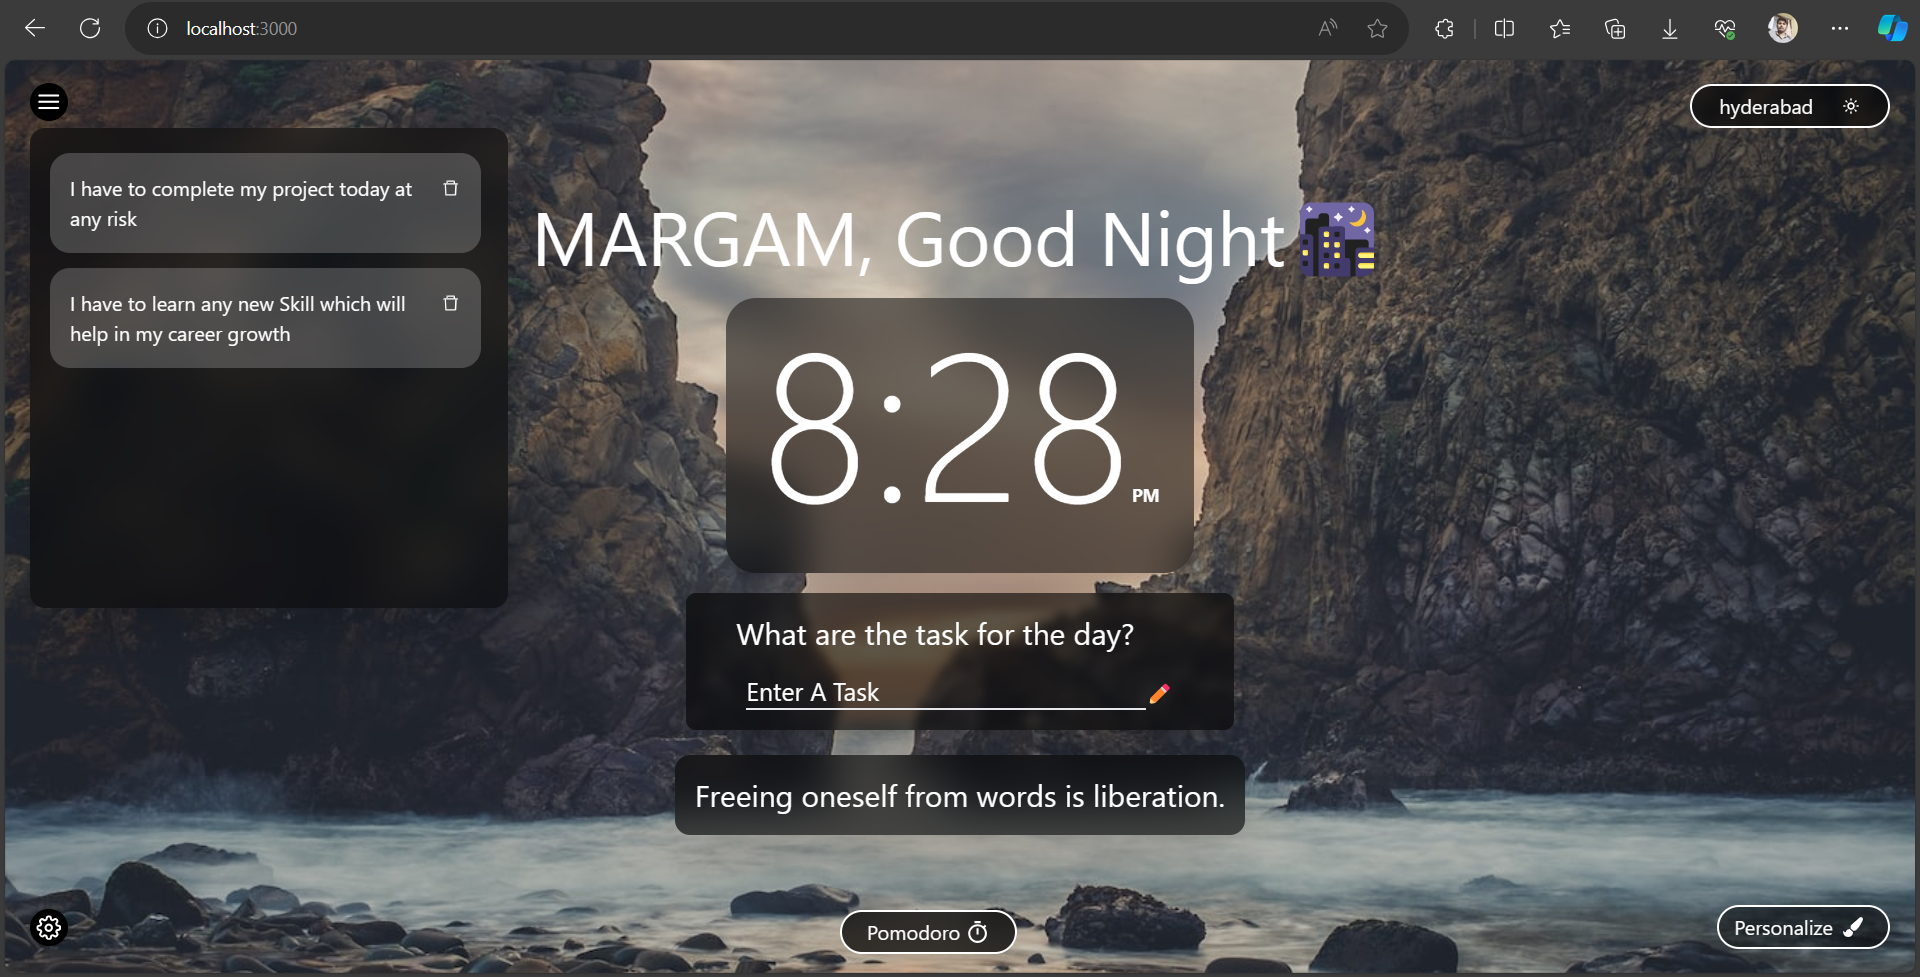 localhost:3000
hyderabad
I have to complete my project today at
any risk
I have to learn any new Skill which will
help in my career growth
MARGAM, Good Night
8:28 PM
What are the task for the day?
Enter A Task
Freeing oneself from words is liberation.
Pomodoro
Personalize